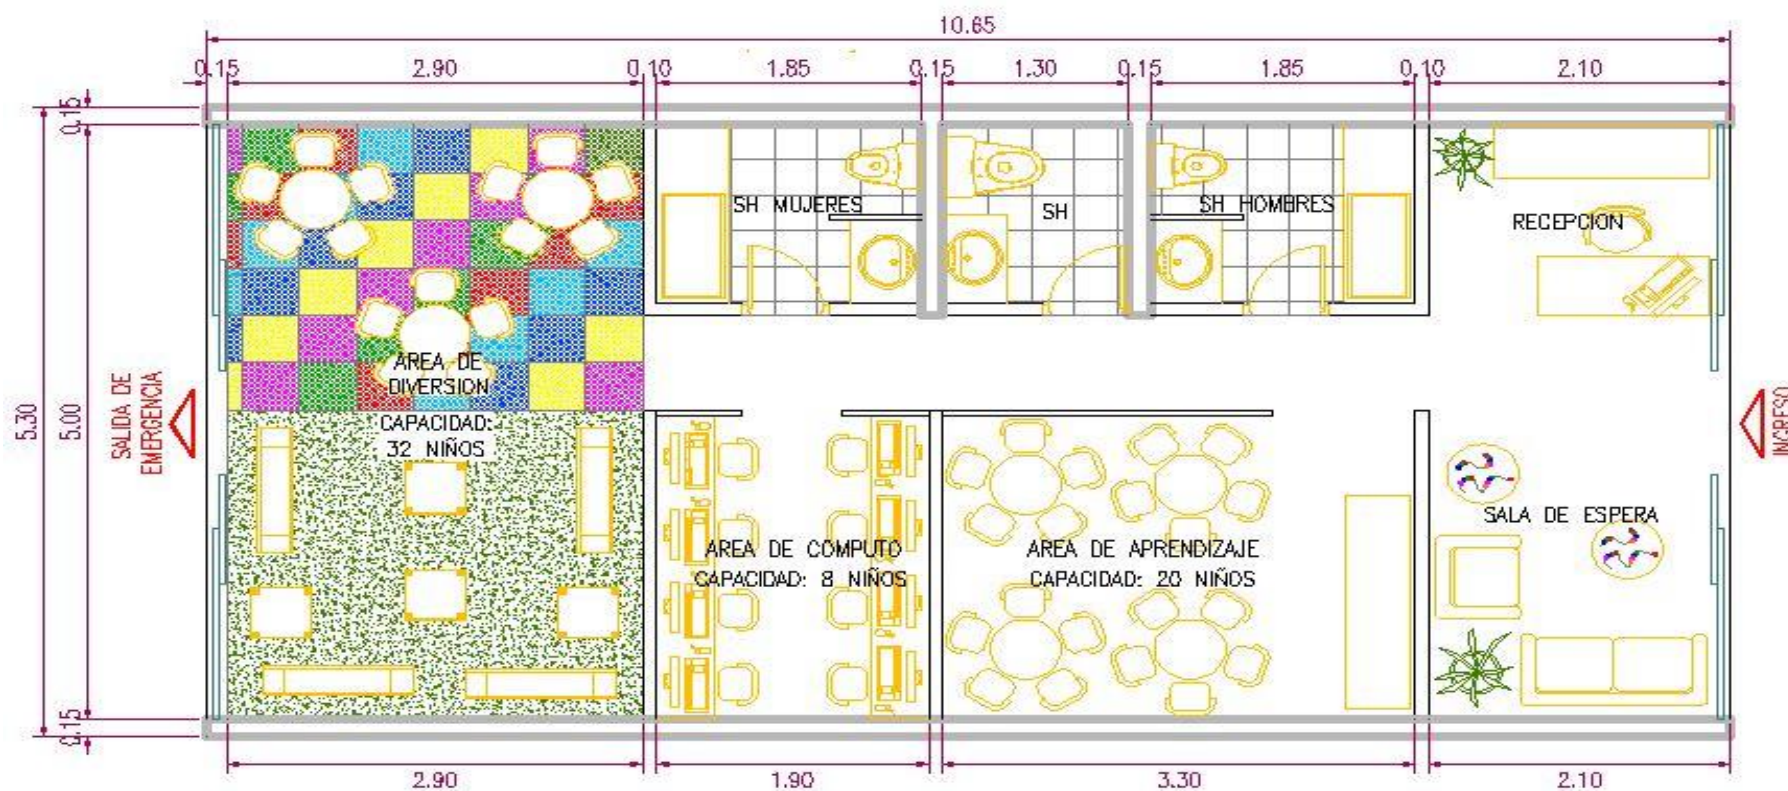 10.65
0.15 2.90 0.10 1.85 0.15 1.30 0.15 1.85 0.10 2.10
0.15
5.30
5.00
0.15
SH MUJERES
SH
SH HOMBRES
RECEPCION
AREA DE
DIVERSION
CAPACIDAD:
32 NIÑOS
SALIDA DE
EMERGENCIA
INGRESO
SALA DE ESPERA
AREA DE COMPUTO
CAPACIDAD: 8 NIÑOS
AREA DE APRENDIZAJE
CAPACIDAD: 20 NIÑOS
2.90 1.90 3.30 2.10